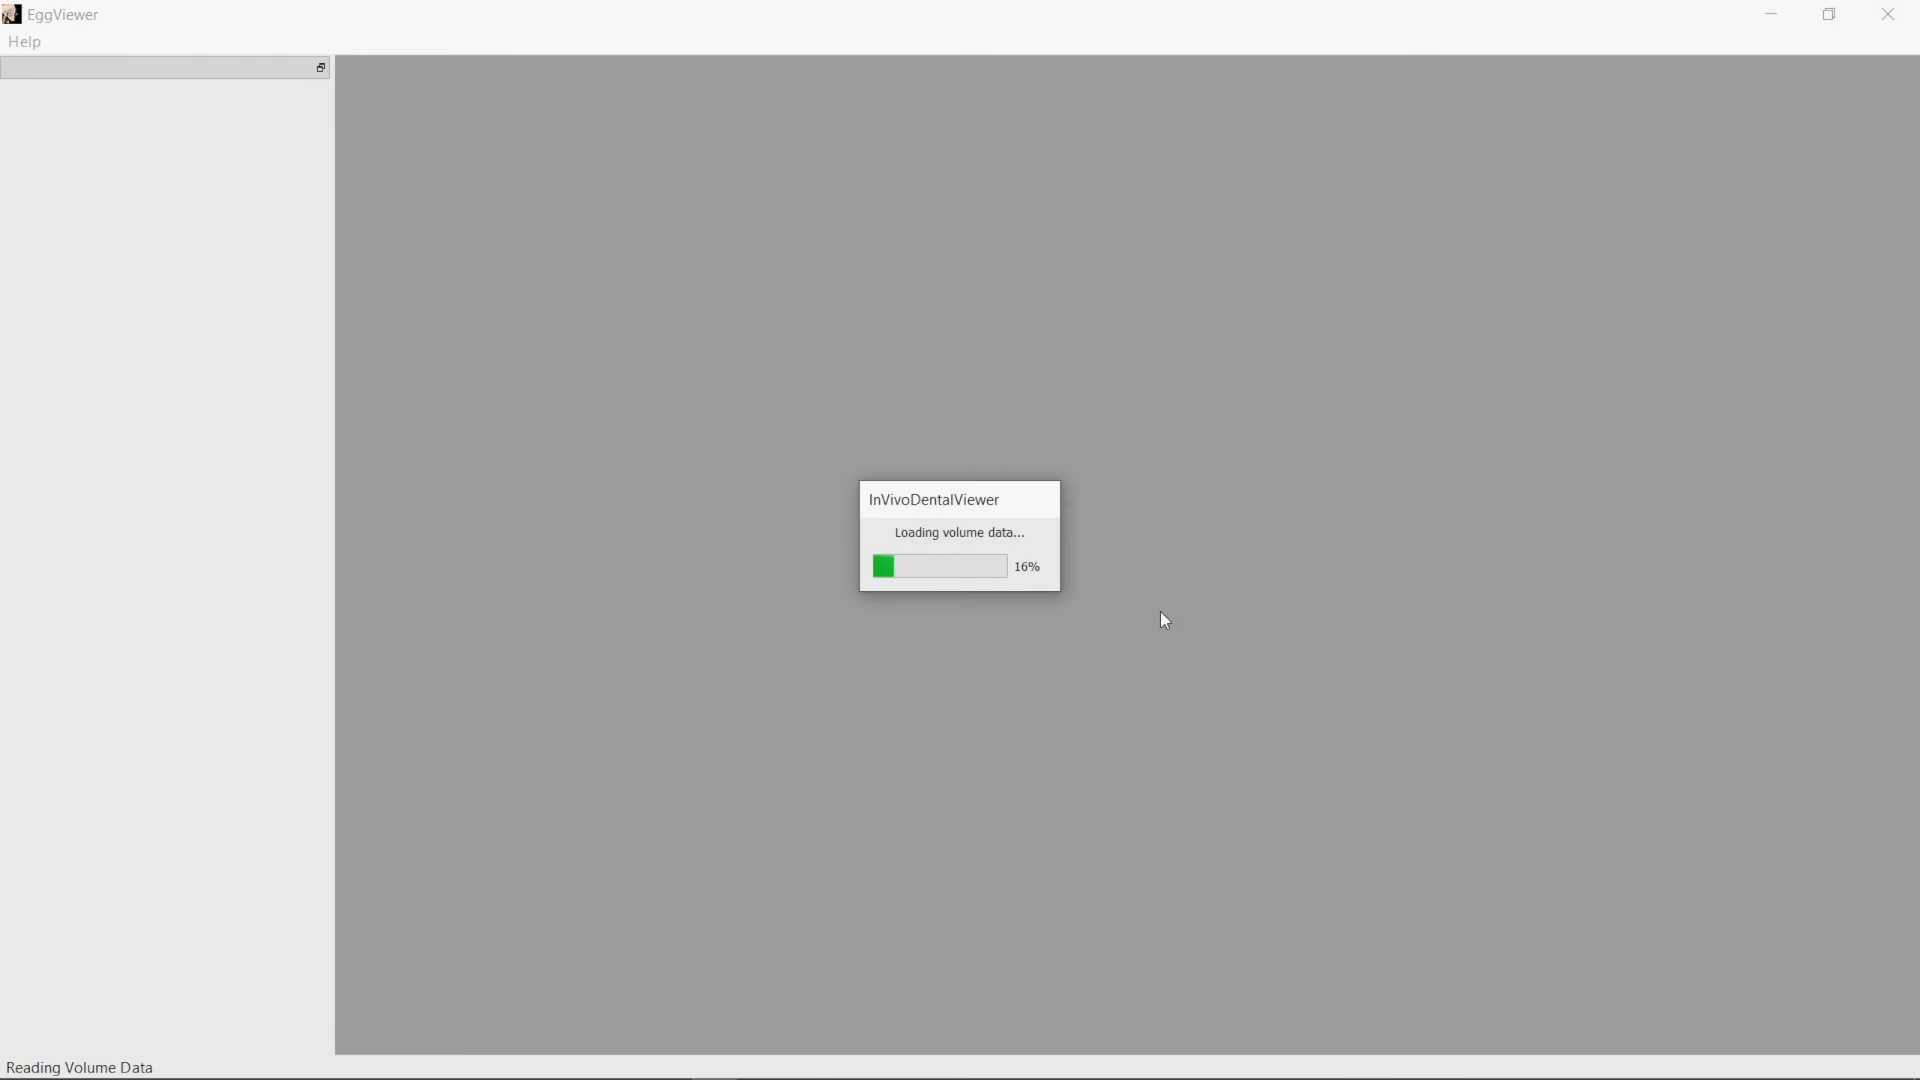 EggViewer
Help
InVivoDentalViewer
Loading volume data...
16%
Reading Volume Data